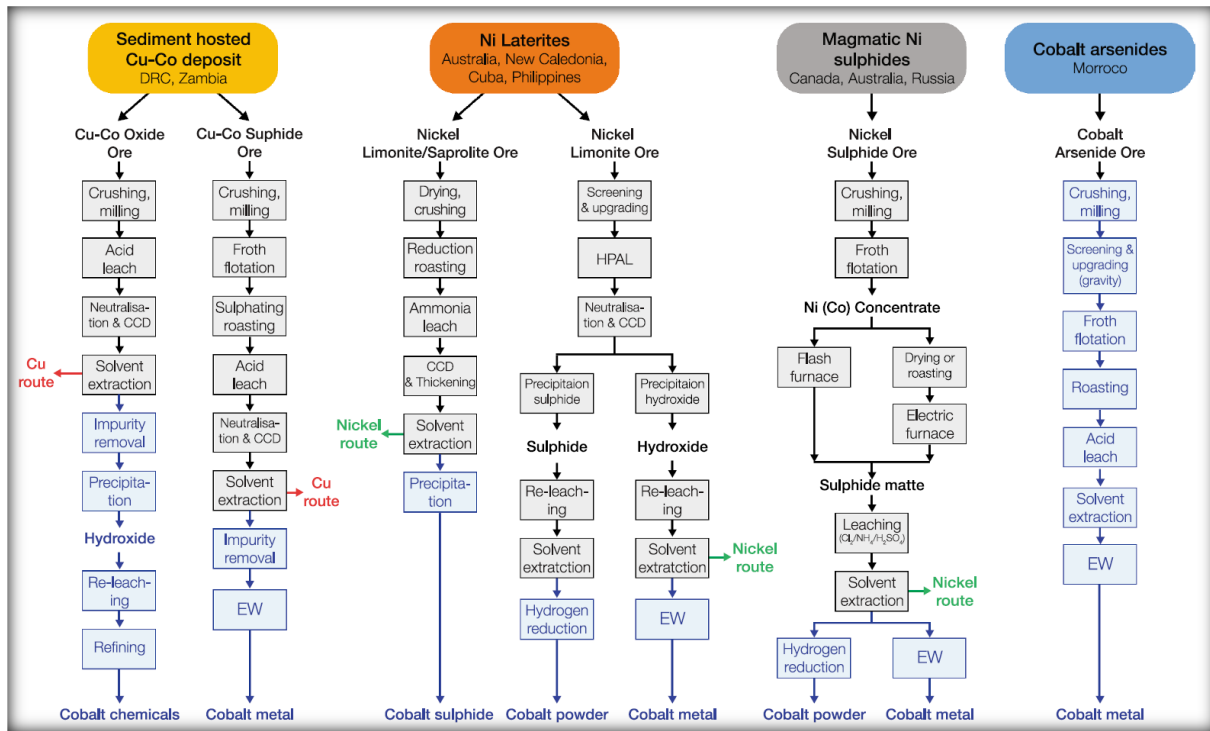 Sediment hosted
Cu-Co deposit
DRC, Zambia
Cu-Co Oxide
Ore
Crushing,
milling
Acid
leach
Neutralisa-
tion & CCD
Solvent
extraction
Cu
route
Impurity
removal
Precipita-
tion
Hydroxide
Re-leach-
ing
Refining
Cobalt chemicals
Cu-Co Suphide
Ore
Crushing,
milling
Froth
flotation
Sulphating
roasting
Acid
leach
Neutralisa-
tion & CCD
Solvent
extraction
Cu
route
Impurity
removal
EW
Cobalt metal
Ni Laterites
Australia, New Caledonia,
Cuba, Philippines
Nickel
Limonite/Saprolite Ore
Drying,
crushing
Reduction
roasting
Ammonia
leach
CCD
& Thickening
Solvent
extraction
Nickel
route
Precipita-
tion
Cobalt sulphide
Nickel
Limonite Ore
Screening
& upgrading
HPAL
Neutralisa-
tion & CCD
Precipitaion
sulphide
Sulphide
Re-leach-
ing
Solvent
extratction
Hydrogen
reduction
Cobalt powder
Precipitaion
hydroxide
Hydroxide
Re-leach-
ing
Solvent
extratction
Nickel
route
EW
Cobalt metal
Magmatic Ni
sulphides
Canada, Australia, Russia
Nickel
Sulphide Ore
Crushing,
milling
Froth
flotation
Ni (Co) Concentrate
Flash
furnace
Drying or
roasting
Electric
furnace
Sulphide matte
Leaching
(Cl₂/NH₄/H₂SO₄)
Solvent
extraction
Nickel
route
Hydrogen
reduction
EW
Cobalt powder
Cobalt metal
Cobalt arsenides
Morroco
Cobalt
Arsenide Ore
Crushing,
milling
Screening &
upgrading
(gravity)
Froth
flotation
Roasting
Acid
leach
Solvent
extraction
EW
Cobalt metal